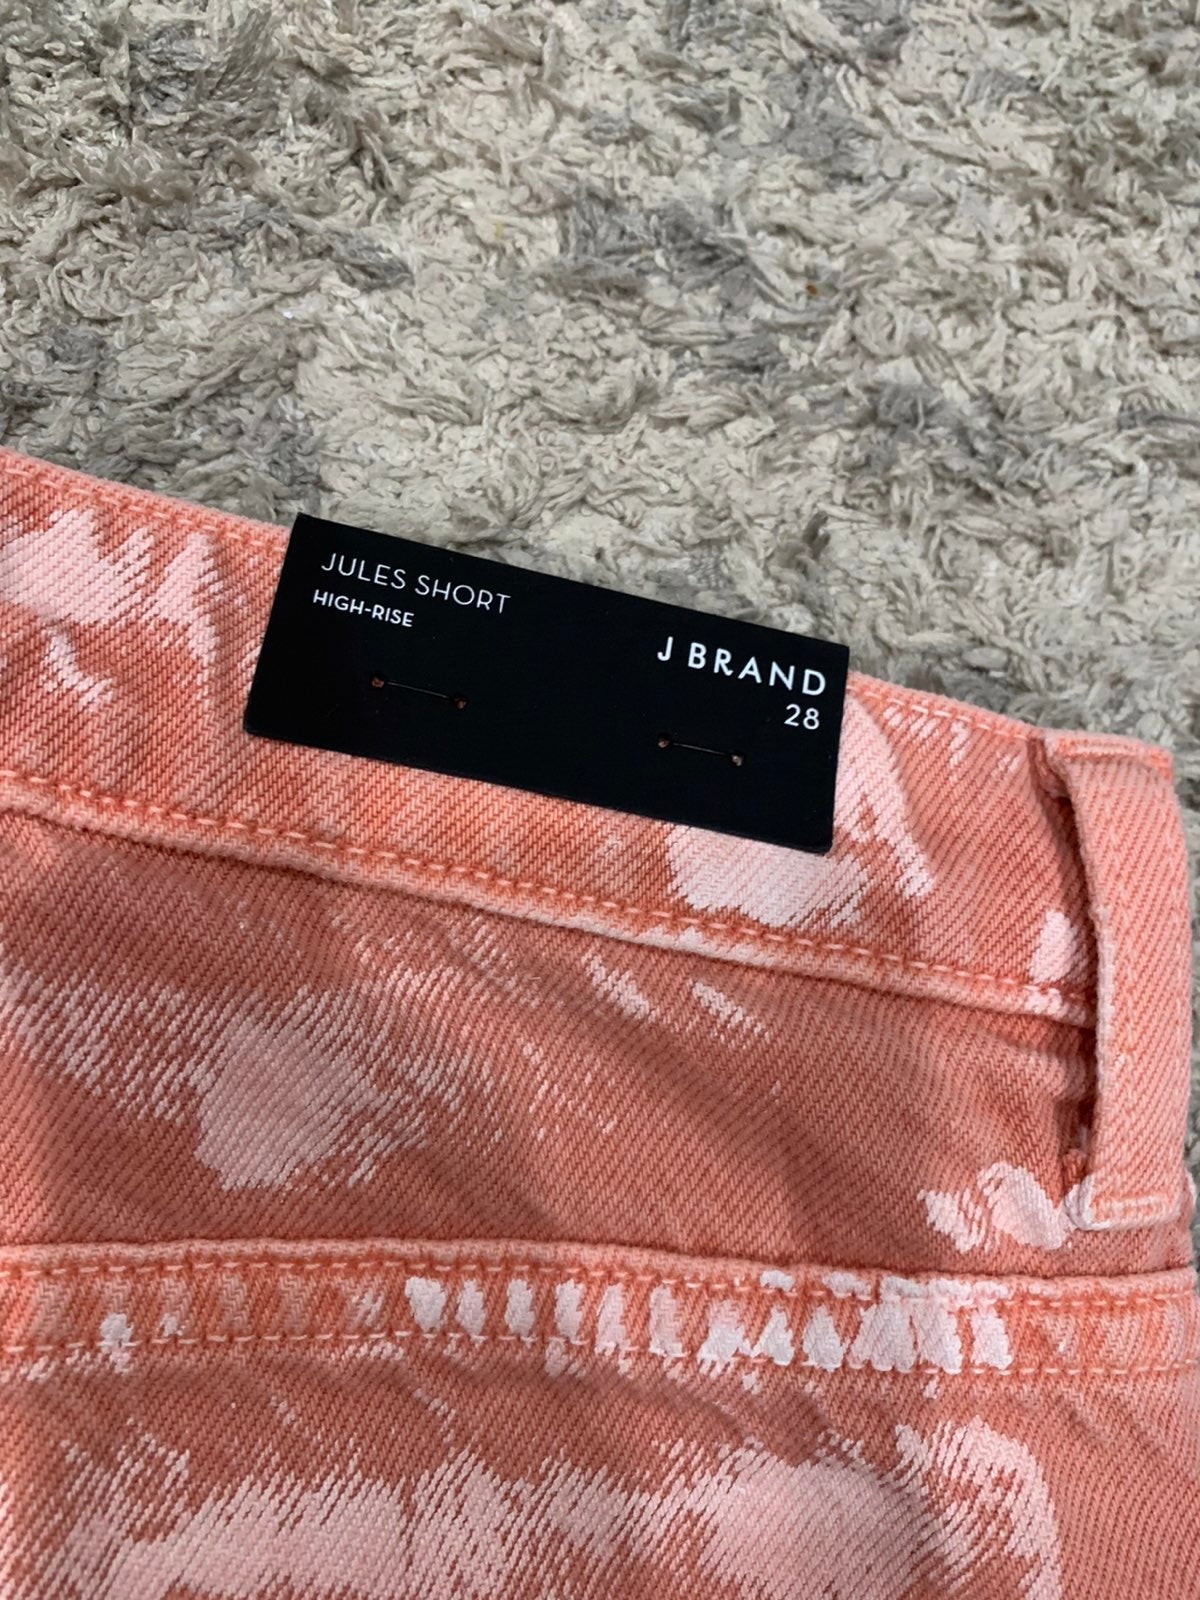 JULES SHORT
HIGH-RISE
J BRAND
28